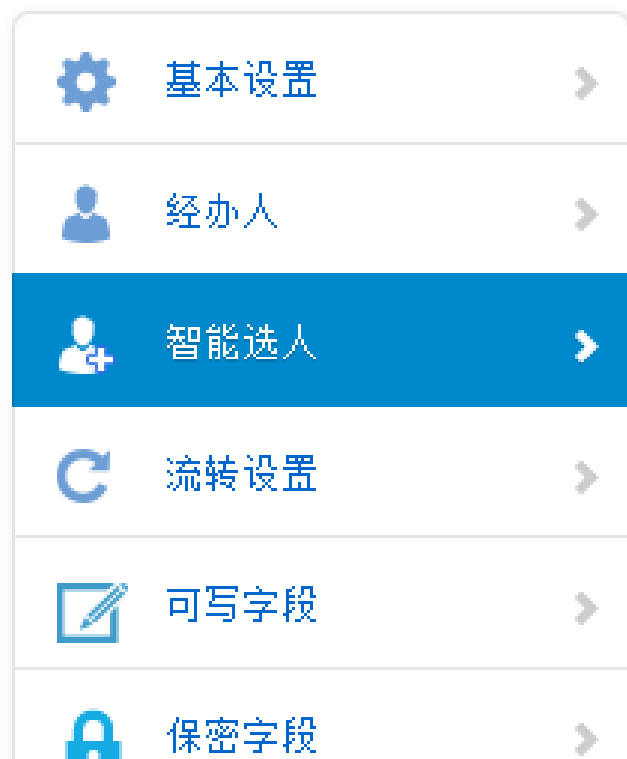 基本设置
经办人
智能选人
流转设置
可写字段
保密字段